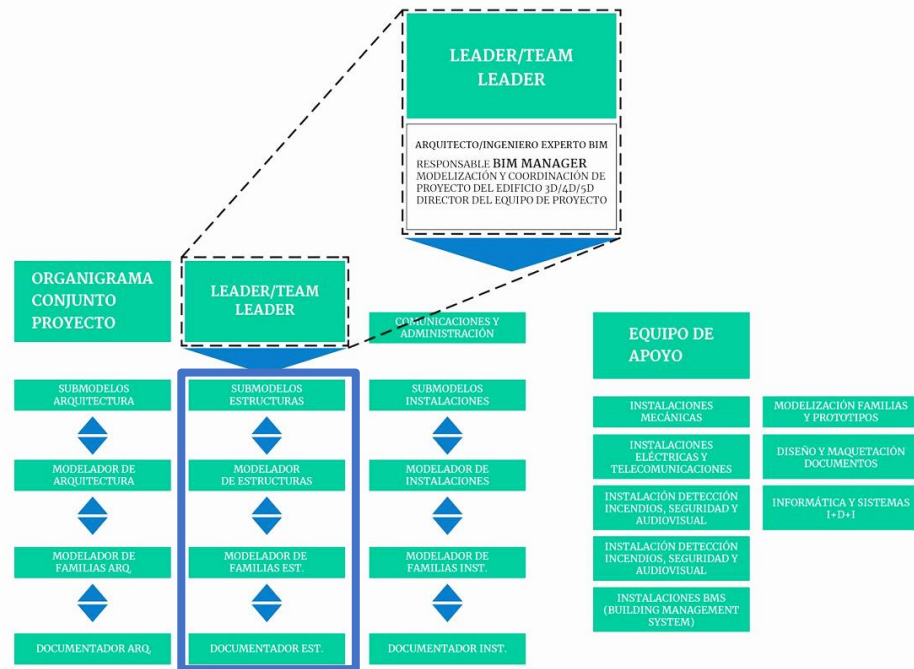 LEADER/TEAM
LEADER
ARQUITECTO/INGENIERO EXPERTO BIM
RESPONSABLE BIM MANAGER
MODELIZACIÓN Y COORDINACIÓN DE
PROYECTO DEL EDIFICIO 3D/4D/5D
DIRECTOR DEL EQUIPO DE PROYECTO
ORGANIGRAMA
CONJUNTO
PROYECTO
LEADER/TEAM
LEADER
COMUNICACIONES Y
ADMINISTRACIÓN
SUBMODELOS
ARQUITECTURA
SUBMODELOS
ESTRUCTURAS
SUBMODELOS
INSTALACIONES
MODELADOR DE
ARQUITECTURA
MODELADOR
DE ESTRUCTURAS
MODELADOR DE
INSTALACIONES
MODELADOR DE
FAMILIAS ARQ.
MODELADOR DE
FAMILIAS EST.
MODELADOR DE
FAMILIAS INST.
DOCUMENTADOR ARQ.
DOCUMENTADOR EST.
DOCUMENTADOR INST.
EQUIPO DE
APOYO
INSTALACIONES
MECÁNICAS
INSTALACIONES
ELÉCTRICAS Y
TELECOMUNICACIONES
INSTALACIÓN DETECCIÓN
INCENDIOS, SEGURIDAD Y
AUDIOVISUAL
INSTALACIÓN DETECCIÓN
INCENDIOS, SEGURIDAD Y
AUDIOVISUAL
INSTALACIONES BMS
(BUILDING MANAGEMENT
SYSTEM)
MODELIZACIÓN FAMILIAS
Y PROTOTIPOS
DISEÑO Y MAQUETACIÓN
DOCUMENTOS
INFORMÁTICA Y SISTEMAS
I+D+I